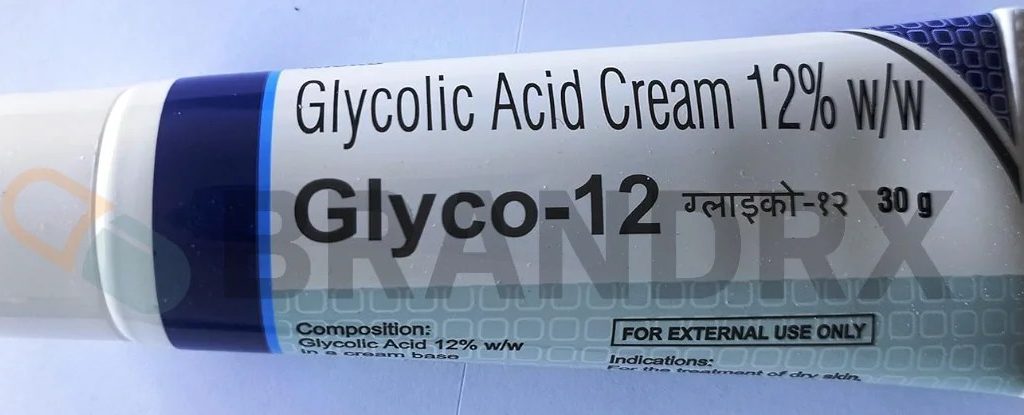 Glycolic Acid Cream 12% w/w
Glyco-12 ग्लाइको-१२ 30 g
BRANDRX
Composition:
Glycolic Acid 12% w/w
in a cream base
FOR EXTERNAL USE ONLY
Indications:
For the treatment of dry skin,